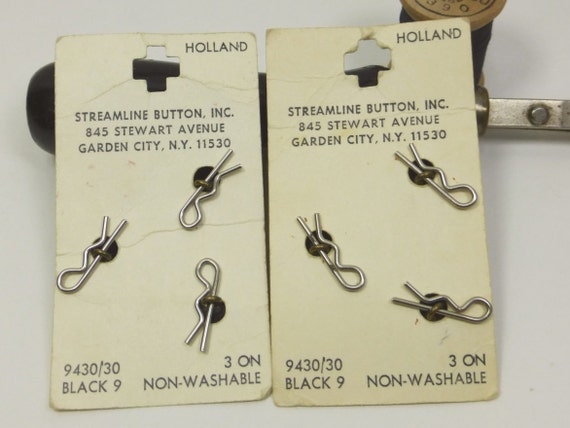 HOLLAND
STREAMLINE BUTTON, INC.
845 STEWART AVENUE
GARDEN CITY, N.Y. 11530
9430/30 3 ON
BLACK 9 NON-WASHABLE
HOLLAND
STREAMLINE BUTTON, INC.
845 STEWART AVENUE
GARDEN CITY, N.Y. 11530
9430/30 3 ON
BLACK 9 NON-WASHABLE